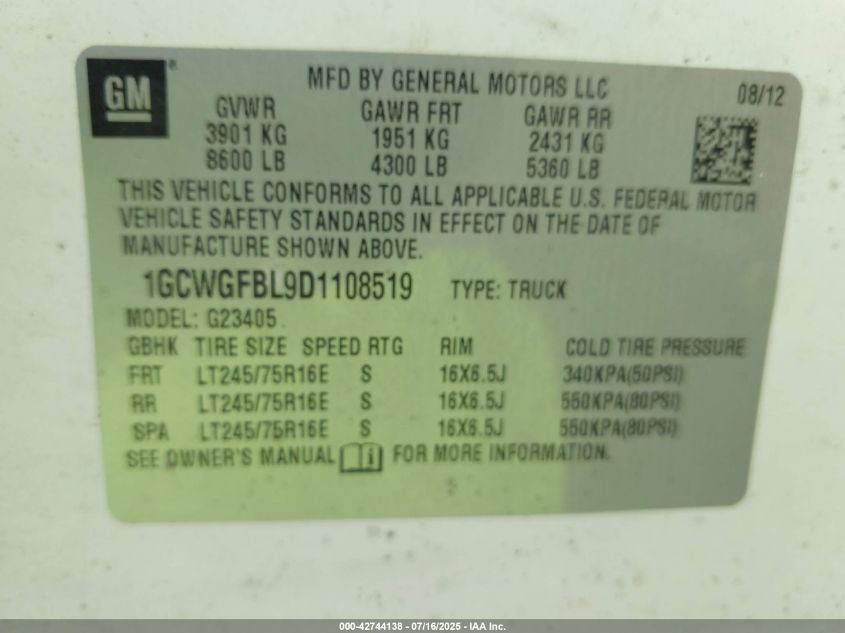 GM®
MFD BY GENERAL MOTORS LLC 08/12
GVWR GAWR FRT GAWR RR
3901 KG 1951 KG 2431 KG
8600 LB 4300 LB 5360 LB
THIS VEHICLE CONFORMS TO ALL APPLICABLE U.S. FEDERAL MOTOR
VEHICLE SAFETY STANDARDS IN EFFECT ON THE DATE OF
MANUFACTURE SHOWN ABOVE.
1GCWGFBL9D1108519 TYPE: TRUCK
MODEL: G23405
GBHK TIRE SIZE SPEED RTG RIM COLD TIRE PRESSURE
FRT LT245/75R16E S 16X6.5J 340KPA(50PSI)
RR LT245/75R16E S 16X6.5J 550KPA(80PSI)
SPA LT245/75R16E S 16X6.5J 550KPA(80PSI)
SEE OWNER'S MANUAL i FOR MORE INFORMATION.
000-42744138 - 07/16/2025 - IAA Inc.